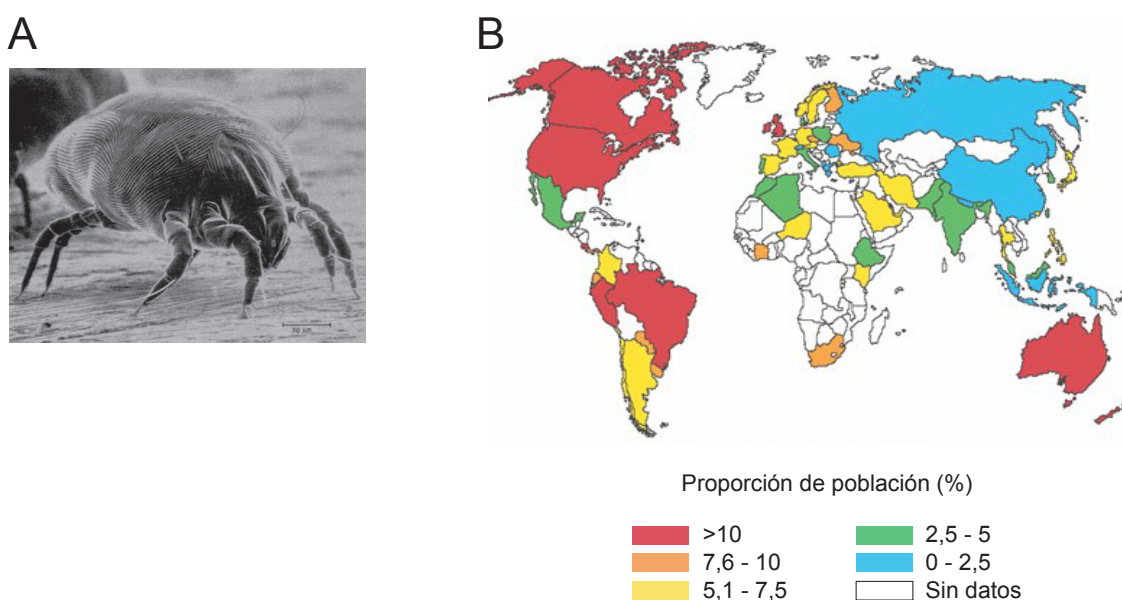 A
B
Proporción de población (%)
>10
7,6 - 10
5,1 - 7,5
2,5 - 5
0 - 2,5
Sin datos